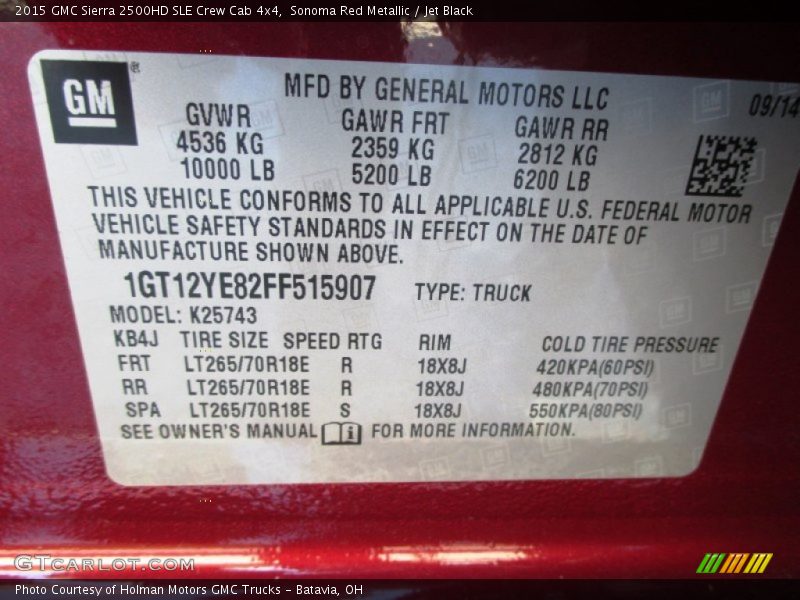 2015 GMC Sierra 2500HD SLE Crew Cab 4x4,  Sonoma Red Metallic / Jet Black
GM ®
MFD BY GENERAL MOTORS LLC
09/14
GVWR GAWR FRT GAWR RR
4536 KG 2359 KG 2812 KG
10000 LB 5200 LB 6200 LB
THIS VEHICLE CONFORMS TO ALL APPLICABLE U.S. FEDERAL MOTOR
VEHICLE SAFETY STANDARDS IN EFFECT ON THE DATE OF
MANUFACTURE SHOWN ABOVE.
1GT12YE82FF515907 TYPE: TRUCK
MODEL: K25743
KB4J TIRE SIZE SPEED RTG RIM COLD TIRE PRESSURE
FRT LT265/70R18E R 18X8J 420KPA(60PSI)
RR LT265/70R18E R 18X8J 480KPA(70PSI)
SPA LT265/70R18E S 18X8J 550KPA(80PSI)
SEE OWNER'S MANUAL i FOR MORE INFORMATION.
GTcarlot.com
Photo Courtesy of Holman Motors GMC Trucks – Batavia, OH